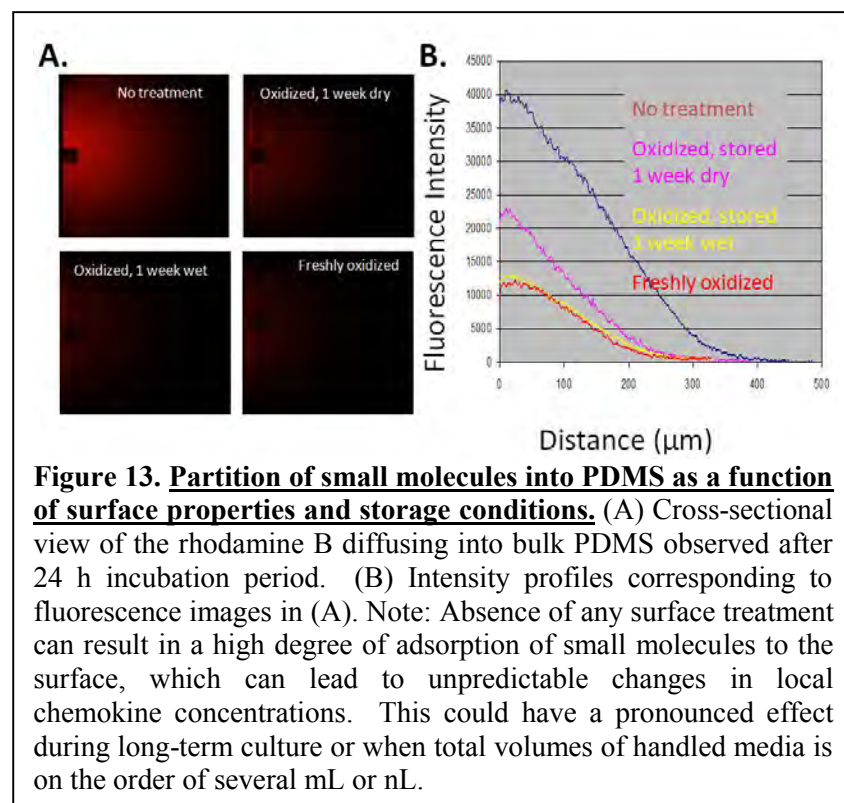 A.
No treatment
Oxidized, 1 week dry
Oxidized, 1 week wet
Freshly oxidized
B.
Fluorescence Intensity
45000
40000
35000
30000
25000
20000
15000
10000
5000
0
No treatment
Oxidized, stored
1 week dry
Oxidized, stored
1 week wet
Freshly oxidized
0
100
200
300
400
500
Distance (µm)
Figure 13. Partition of small molecules into PDMS as a function
of surface properties and storage conditions. (A) Cross-sectional
view of the rhodamine B diffusing into bulk PDMS observed after
24 h incubation period. (B) Intensity profiles corresponding to
fluorescence images in (A). Note: Absence of any surface treatment
can result in a high degree of adsorption of small molecules to the
surface, which can lead to unpredictable changes in local
chemokine concentrations. This could have a pronounced effect
during long-term culture or when total volumes of handled media is
on the order of several mL or nL.